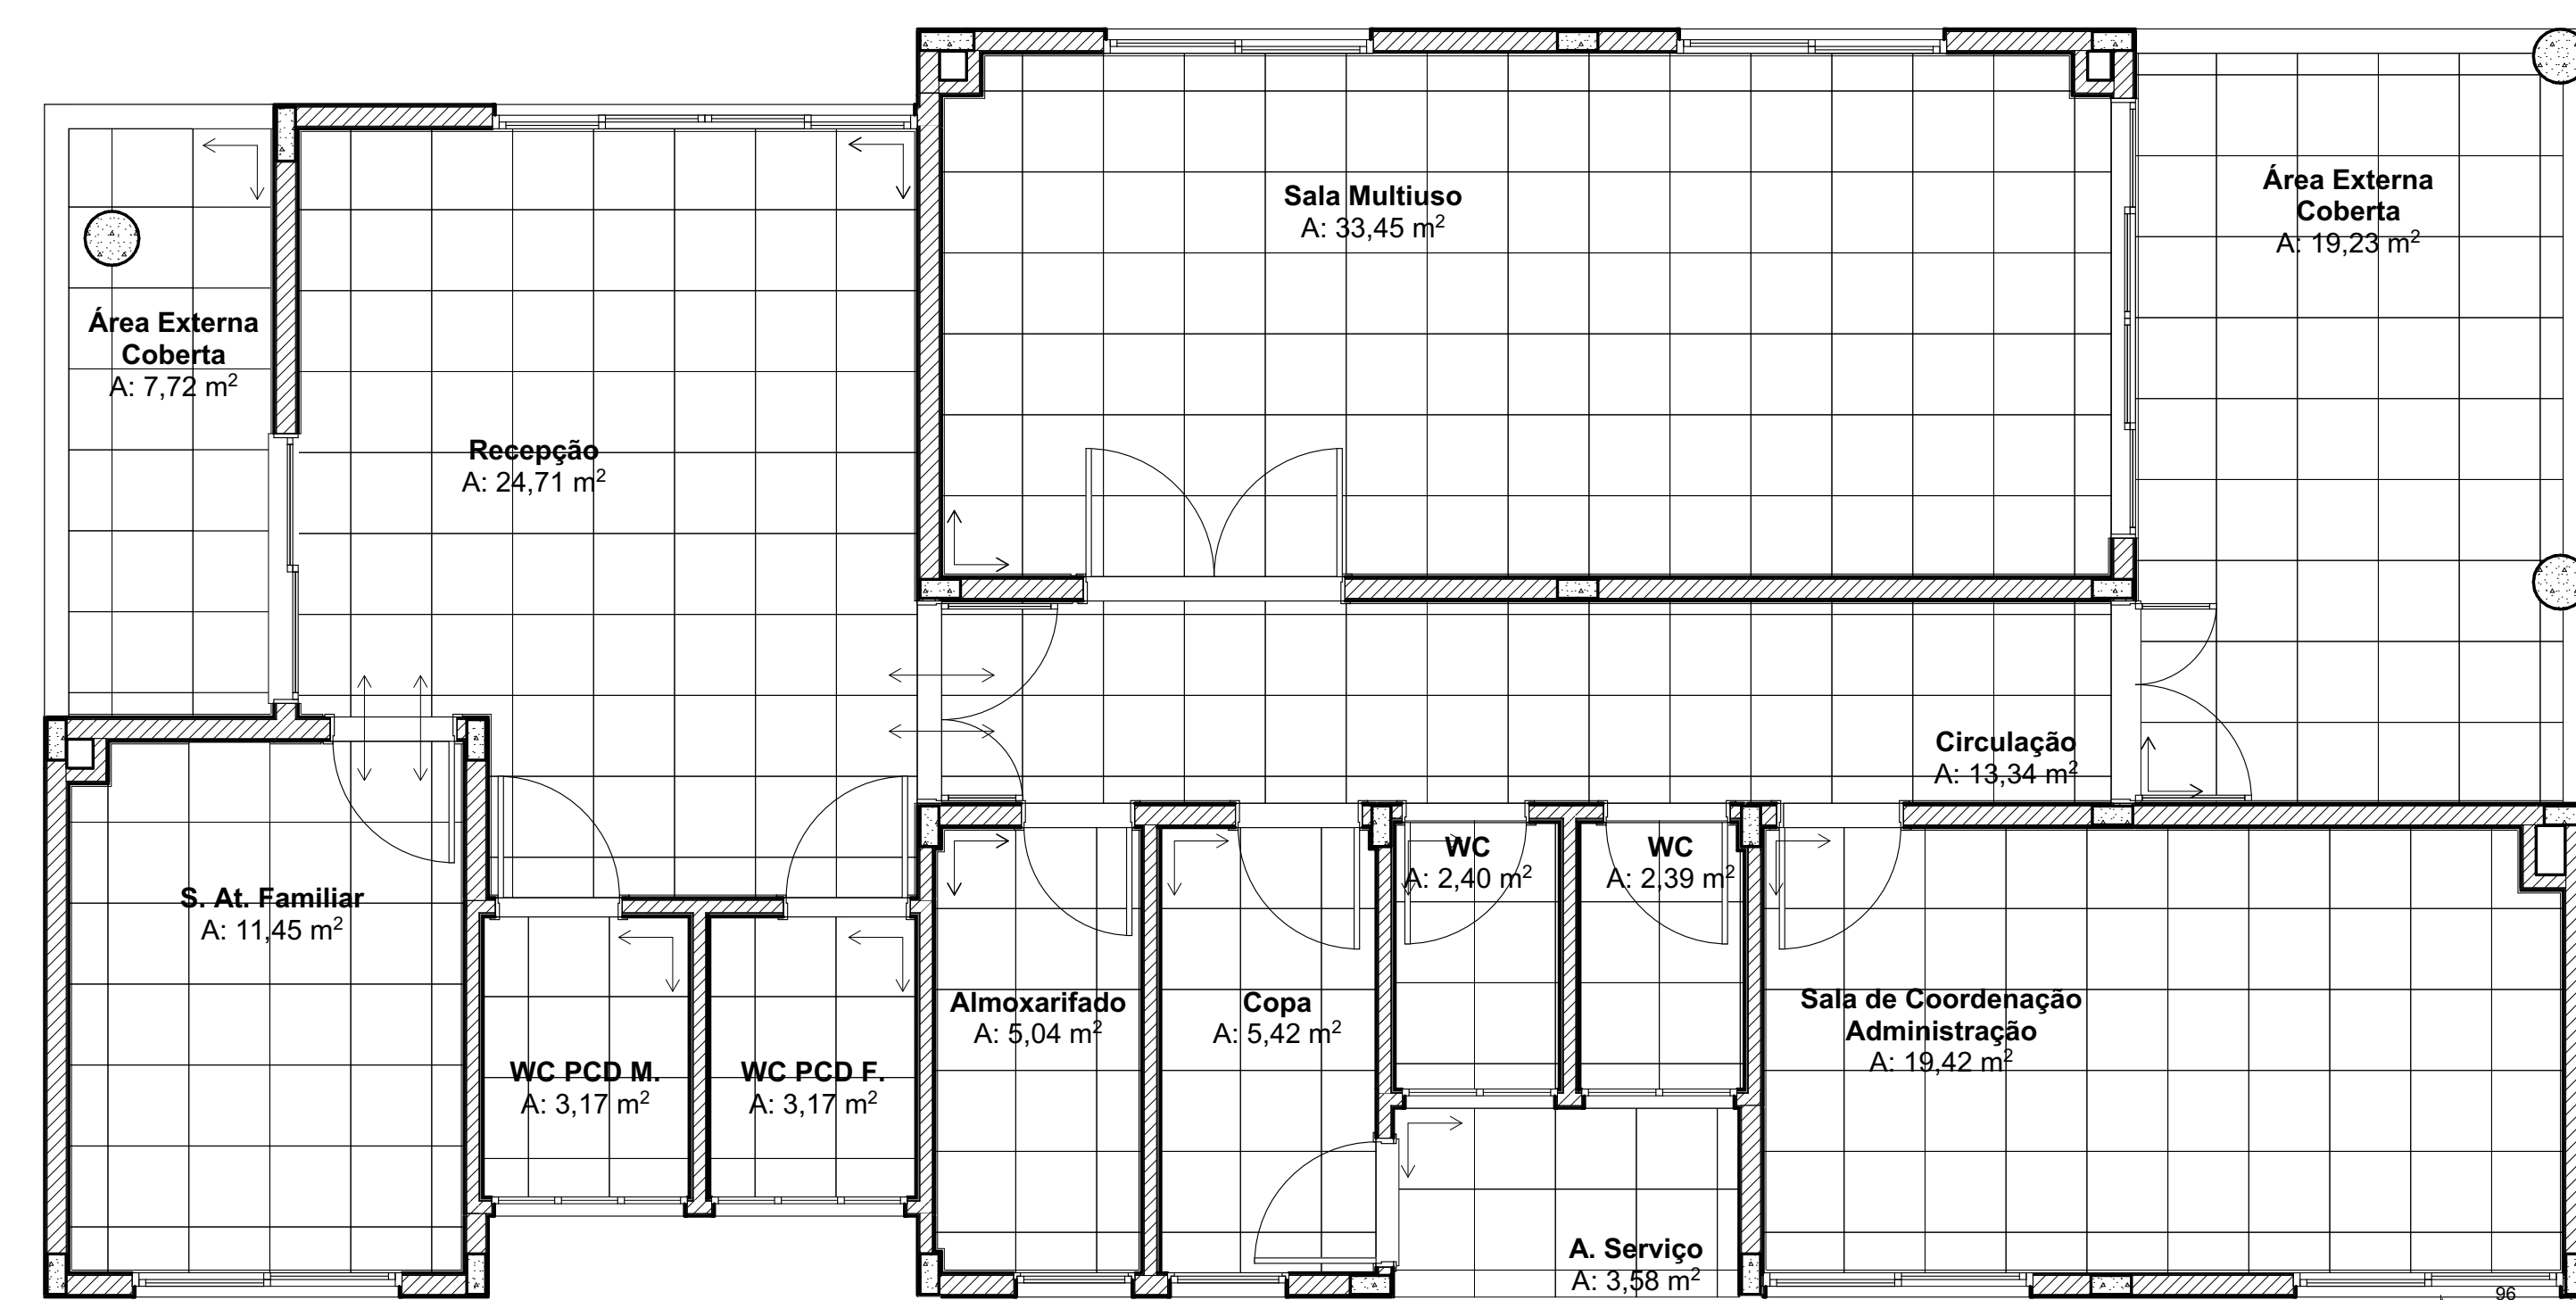 Sala Multiuso
A: 33,45 m²
Área Externa
Coberta
A: 19,23 m²
Área Externa
Coberta
A: 7,72 m²
Recepção
A: 24,71 m²
Circulação
A: 13,34 m²
S. At. Familiar
A: 11,45 m²
WC PCD M.
A: 3,17 m²
WC PCD F.
A: 3,17 m²
Almoxarifado
A: 5,04 m²
Copa
A: 5,42 m²
WC
A: 2,40 m²
WC
A: 2,39 m²
Sala de Coordenação
Administração
A: 19,42 m²
A. Serviço
A: 3,58 m²
96